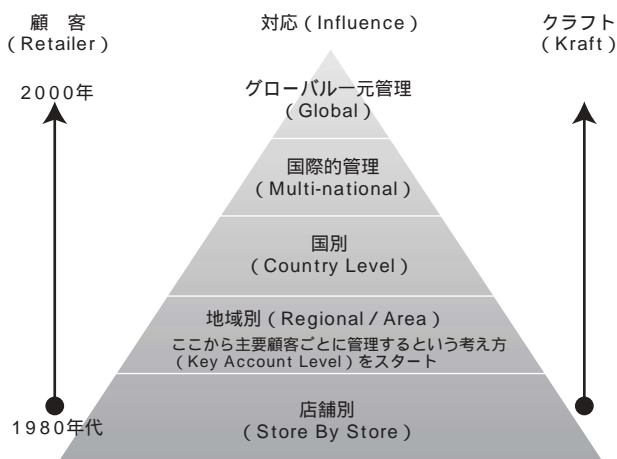 顧 客
(Retailer)
対応(Influence)
クラフト
(Kraft)
2000年
グローバル一元管理
(Global)
国際的管理
(Multi-national)
国別
(Country Level)
地域別(Regional / Area)
ここから主要顧客ごとに管理するという考え方
(Key Account Level)をスタート
1980年代
店舗別
(Store By Store)